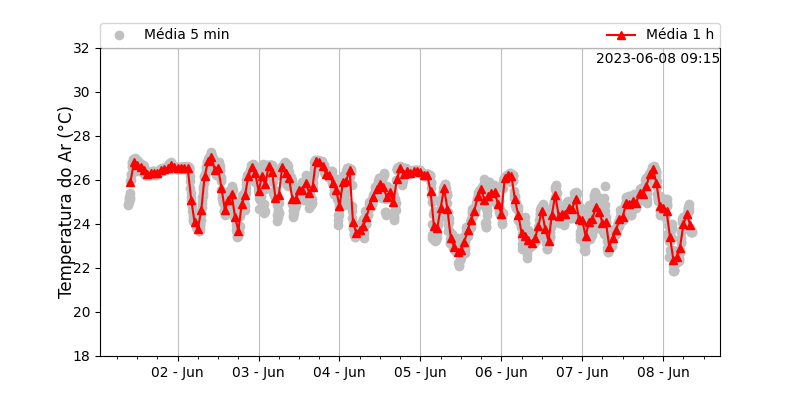 Média 5 min
Média 1 h
2023-06-08 09:15
Temperatura do Ar (°C)
32
30
28
26
24
22
20
18
02 - Jun
03 - Jun
04 - Jun
05 - Jun
06 - Jun
07 - Jun
08 - Jun